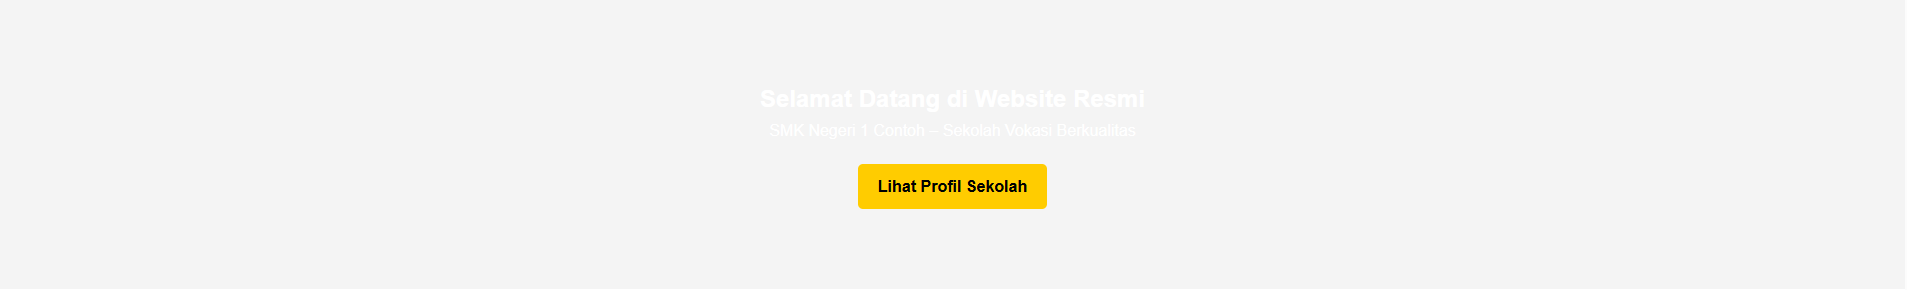 Selamat Datang di Website Resmi
SMK Negeri 1 Contoh – Sekolah Vokasi Berkualitas
Lihat Profil Sekolah